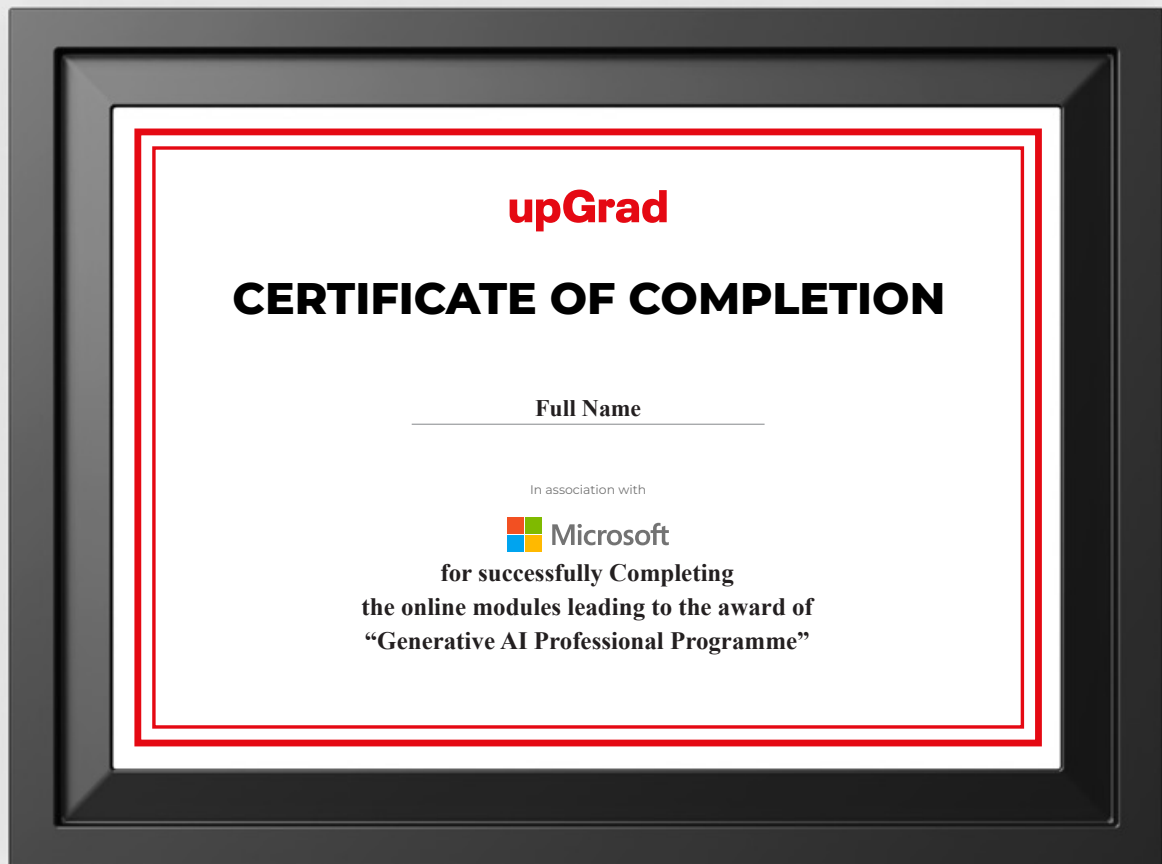 upGrad
CERTIFICATE OF COMPLETION
Full Name
In association with
Microsoft
for successfully Completing
the online modules leading to the award of
“Generative AI Professional Programme”